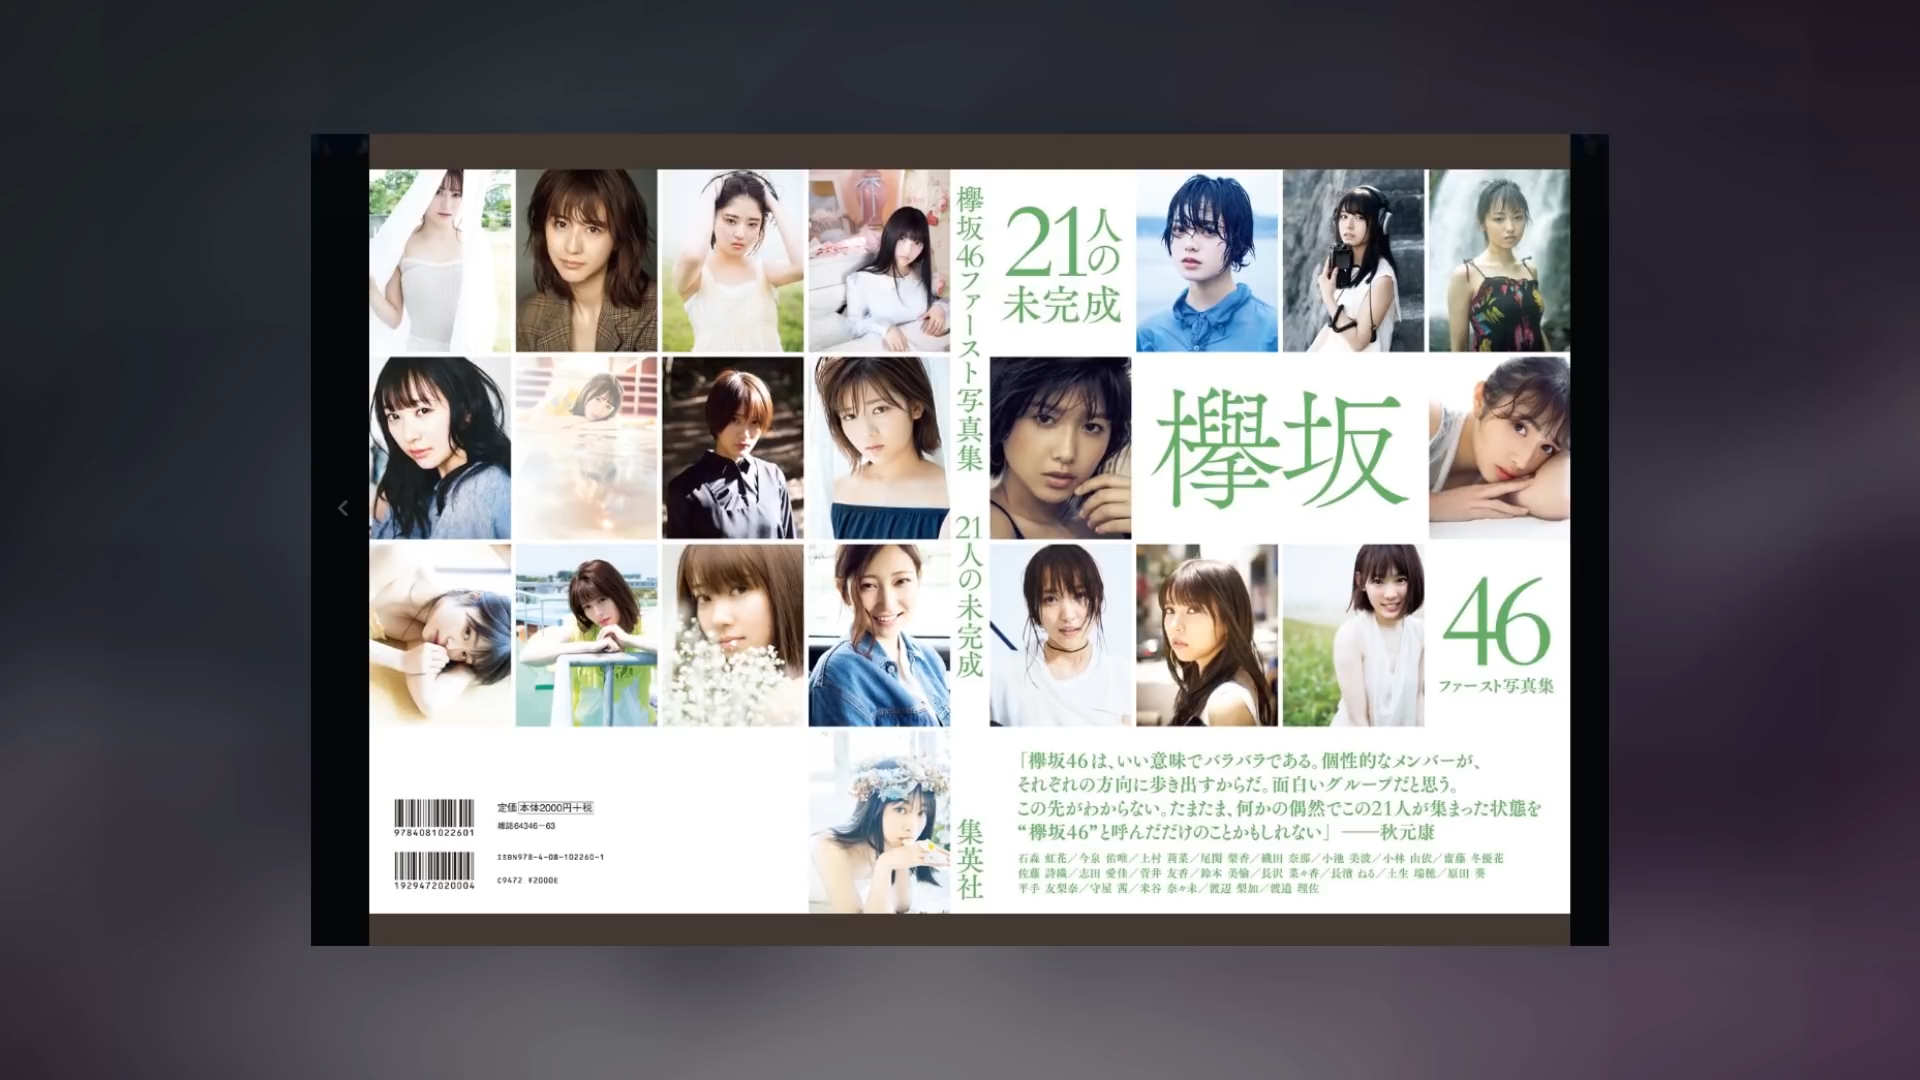 21人の
未完成
欅坂
46
ファースト写真集
「欅坂46は、いい意味でバラバラである。個性的なメンバーが、
それぞれの方向に歩き出すからだ。面白いグループだと思う。
この先がわからない。たまたま、何かの偶然でこの21人が集まった状態を
“欅坂46”と呼んだだけのことかもしれない」――秋元康
石森 虹花／今泉 佑唯／上村 莉菜／尾関 梨香／織田 奈那／小池 美波／小林 由依／齋藤 冬優花
佐藤 詩織／志田 愛佳／菅井 友香／鈴本 美愉／長沢 菜々香／長濱 ねる／土生 瑞穂／原田 葵
平手 友梨奈／守屋 茜／米谷 奈々未／渡辺 梨加／渡邉 理佐
欅坂46ファースト写真集 21人の未完成 集英社
9784081022601
1929472020004
定価 本体2000円+税
雑誌64346-63
ISBN978-4-08-102260-1
C9472 ¥2000E